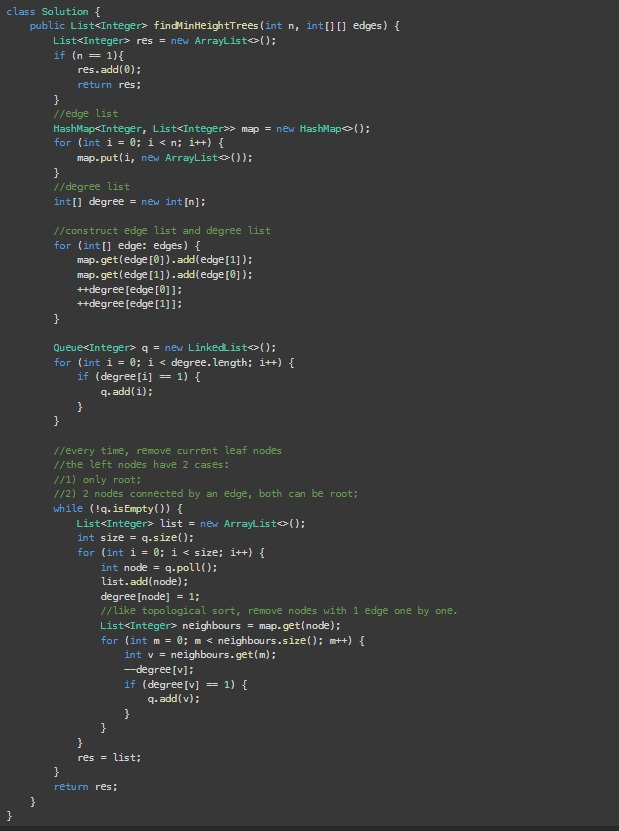 class Solution {
    public List<Integer> findMinHeightTrees(int n, int[][] edges) {
        List<Integer> res = new ArrayList<>();
        if (n == 1){
            res.add(0);
            return res;
        }
        //edge list
        HashMap<Integer, List<Integer>> map = new HashMap<>();
        for (int i = 0; i < n; i++) {
            map.put(i, new ArrayList<>());
        }
        //degree list
        int[] degree = new int[n];

        //construct edge list and degree list
        for (int[] edge: edges) {
            map.get(edge[0]).add(edge[1]);
            map.get(edge[1]).add(edge[0]);
            ++degree[edge[0]];
            ++degree[edge[1]];
        }

        Queue<Integer> q = new LinkedList<>();
        for (int i = 0; i < degree.length; i++) {
            if (degree[i] == 1) {
                q.add(i);
            }
        }

        //every time, remove current leaf nodes
        //the left nodes have 2 cases:
        //1) only root;
        //2) 2 nodes connected by an edge, both can be root;
        while (!q.isEmpty()) {
            List<Integer> list = new ArrayList<>();
            int size = q.size();
            for (int i = 0; i < size; i++) {
                int node = q.poll();
                list.add(node);
                degree[node] = 1;
                //like topological sort, remove nodes with 1 edge one by one.
                List<Integer> neighbours = map.get(node);
                for (int m = 0; m < neighbours.size(); m++) {
                    int v = neighbours.get(m);
                    --degree[v];
                    if (degree[v] == 1) {
                        q.add(v);
                    }
                }
            }
            res = list;
        }
        return res;
    }
}